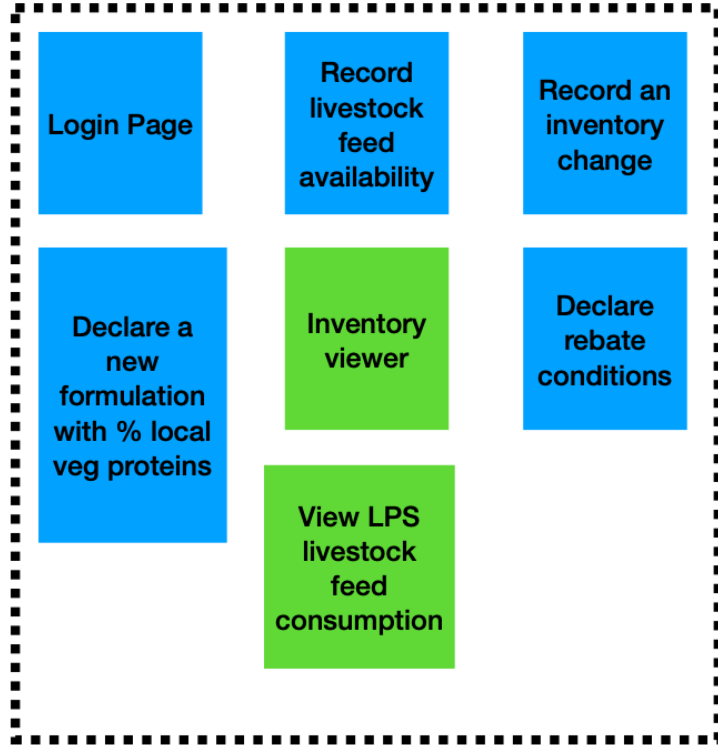 Login Page
Record
livestock
feed
availability
Record an
inventory
change
Declare a
new
formulation
with % local
veg proteins
Inventory
viewer
Declare
rebate
conditions
View LPS
livestock
feed
consumption